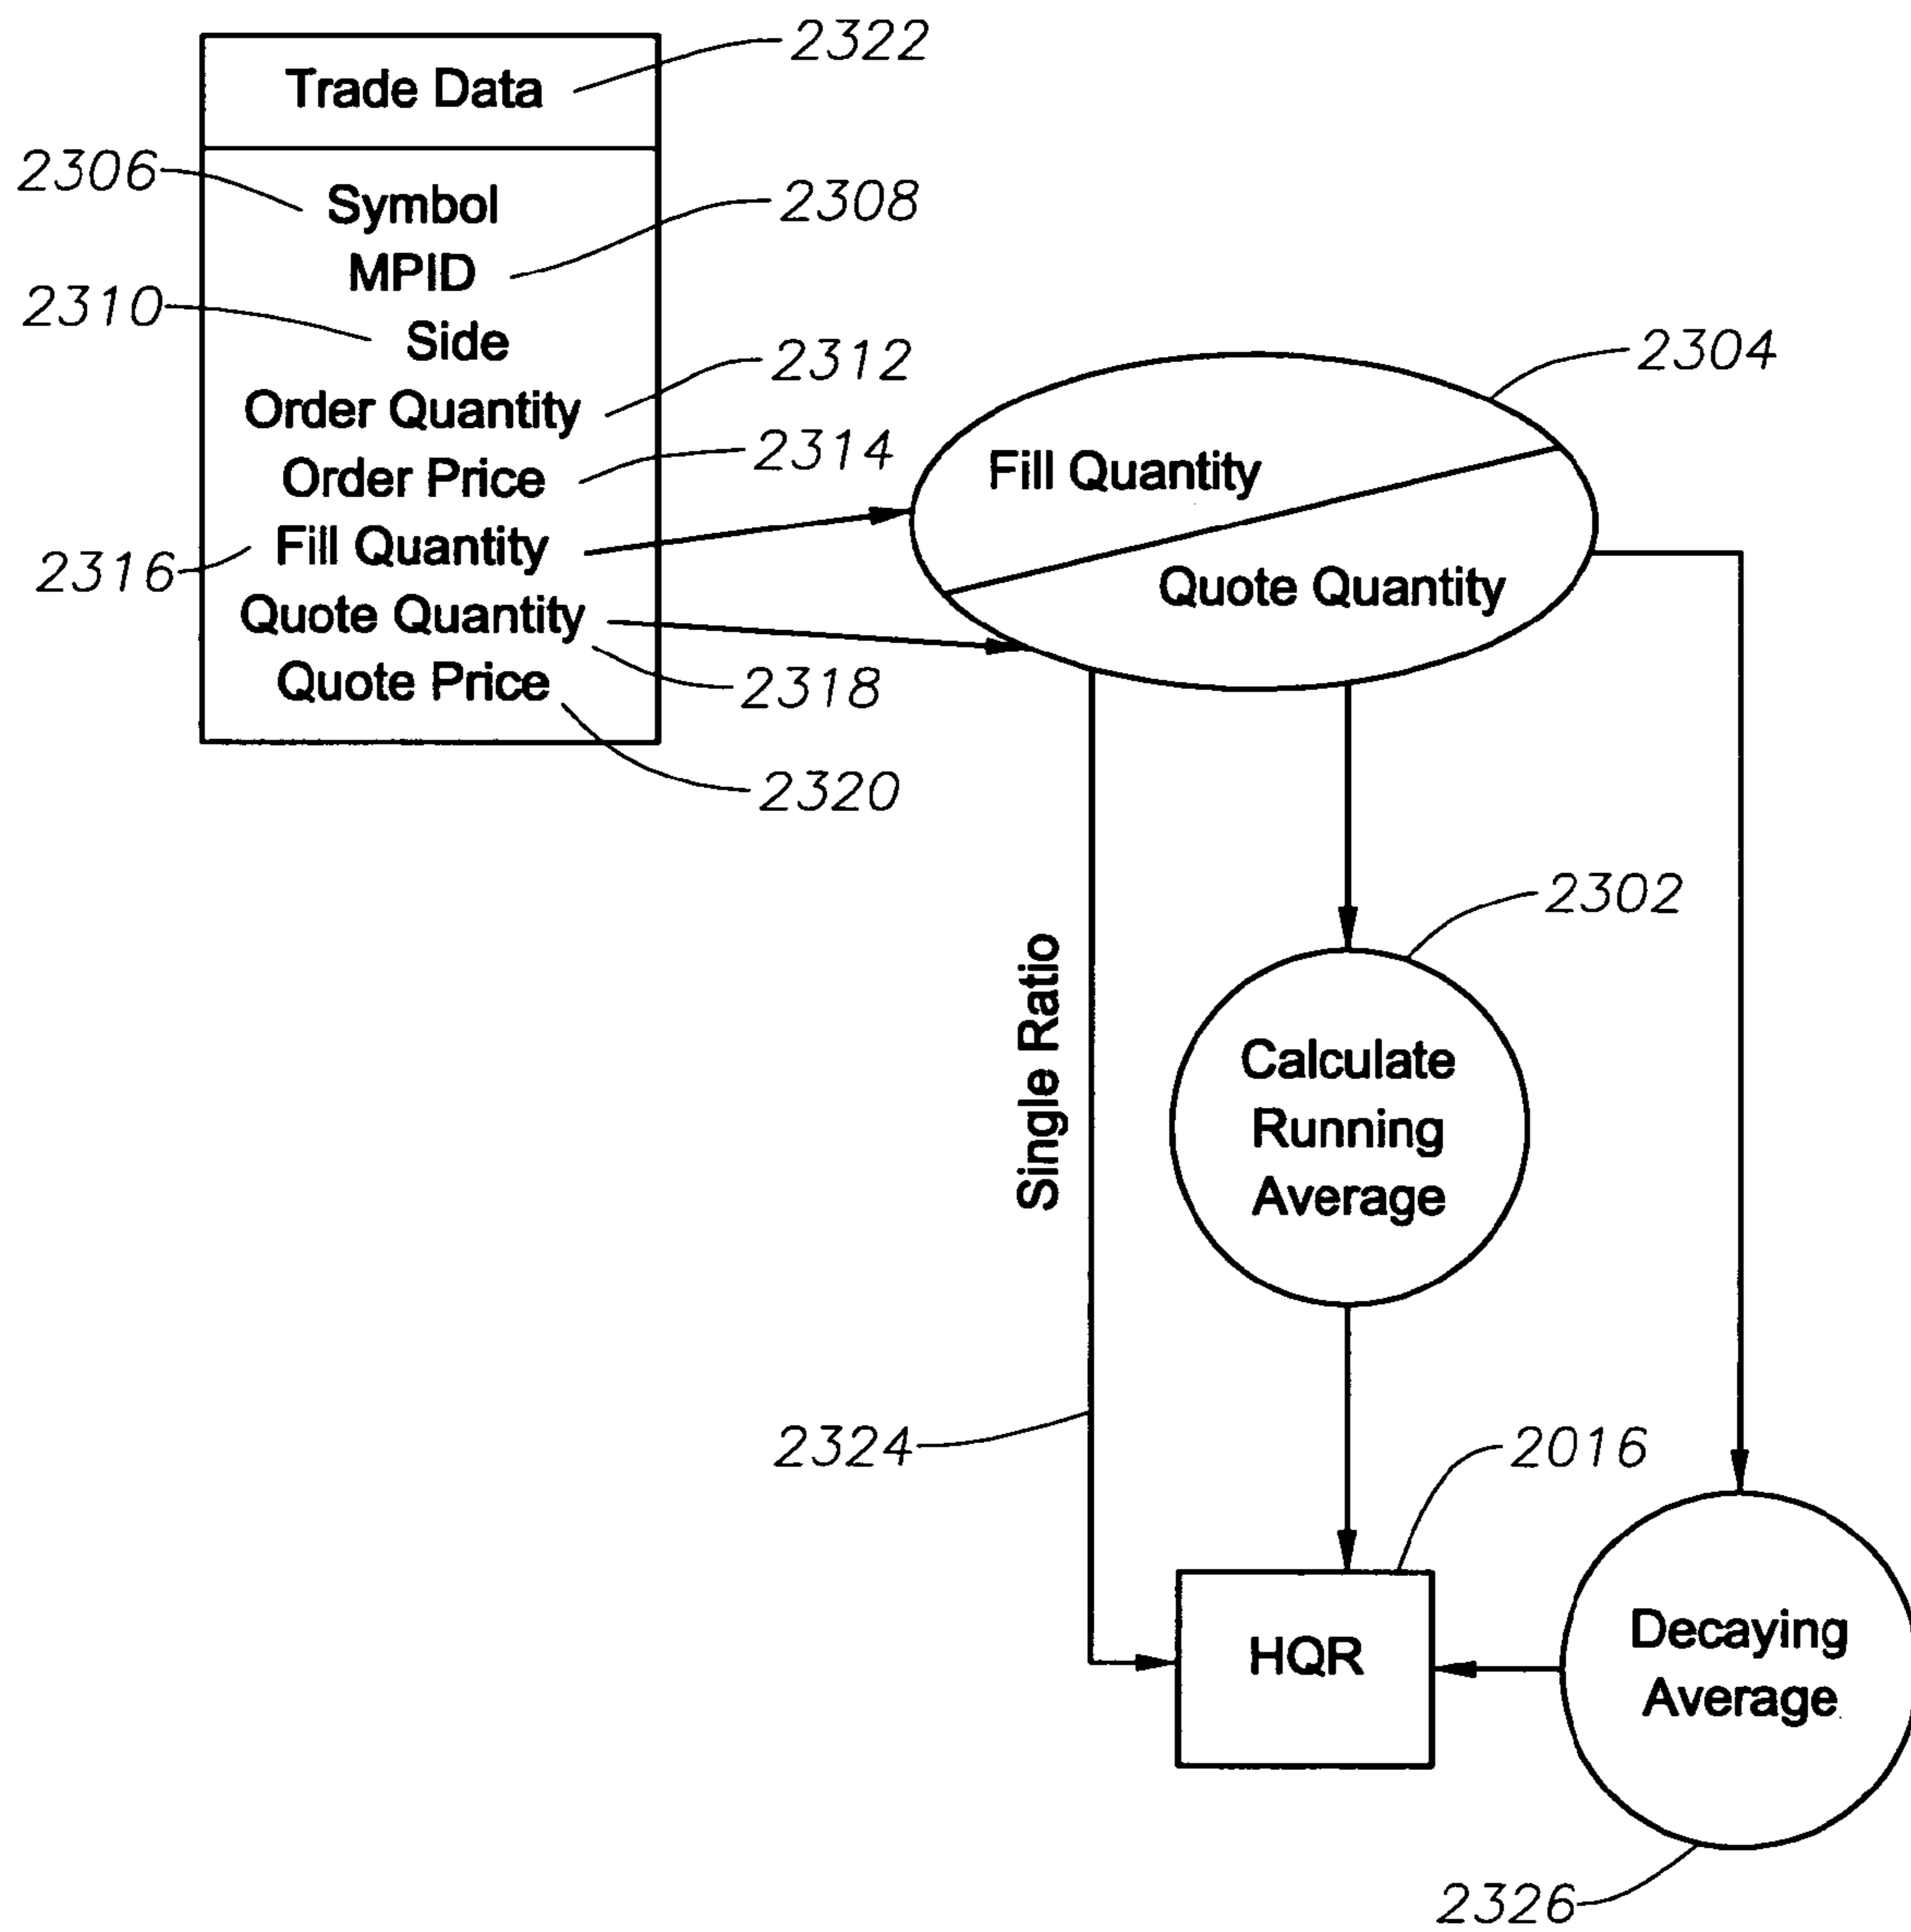 2322
Trade Data
2306
Symbol
2308
MPID
2310
Side
2312
Order Quantity
2314
Order Price
2316
Fill Quantity
Quote Quantity
2318
Quote Price
2320
2304
Fill Quantity
Quote Quantity
2302
Single Ratio
Calculate
Running
Average
2324
2016
HQR
Decaying
Average
2326